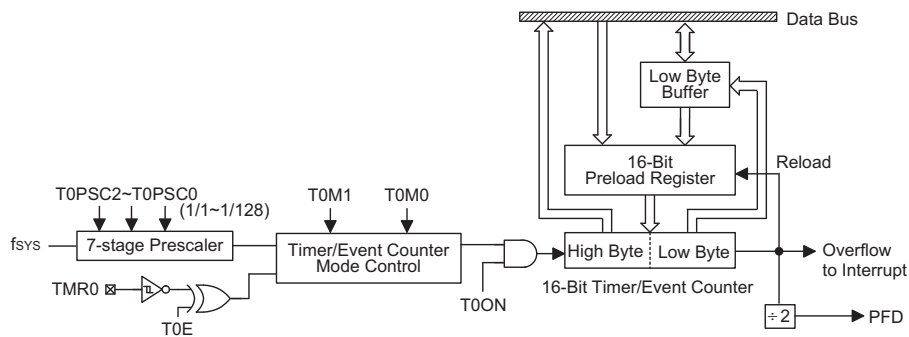 Data Bus
Low Byte
Buffer
16-Bit
Preload Register
Reload
T0PSC2~T0PSC0
(1/1~1/128)
T0M1
T0M0
fSYS
7-stage Prescaler
Timer/Event Counter
Mode Control
High Byte
Low Byte
Overflow
to Interrupt
TMR0
T0E
T0ON
16-Bit Timer/Event Counter
÷2
PFD